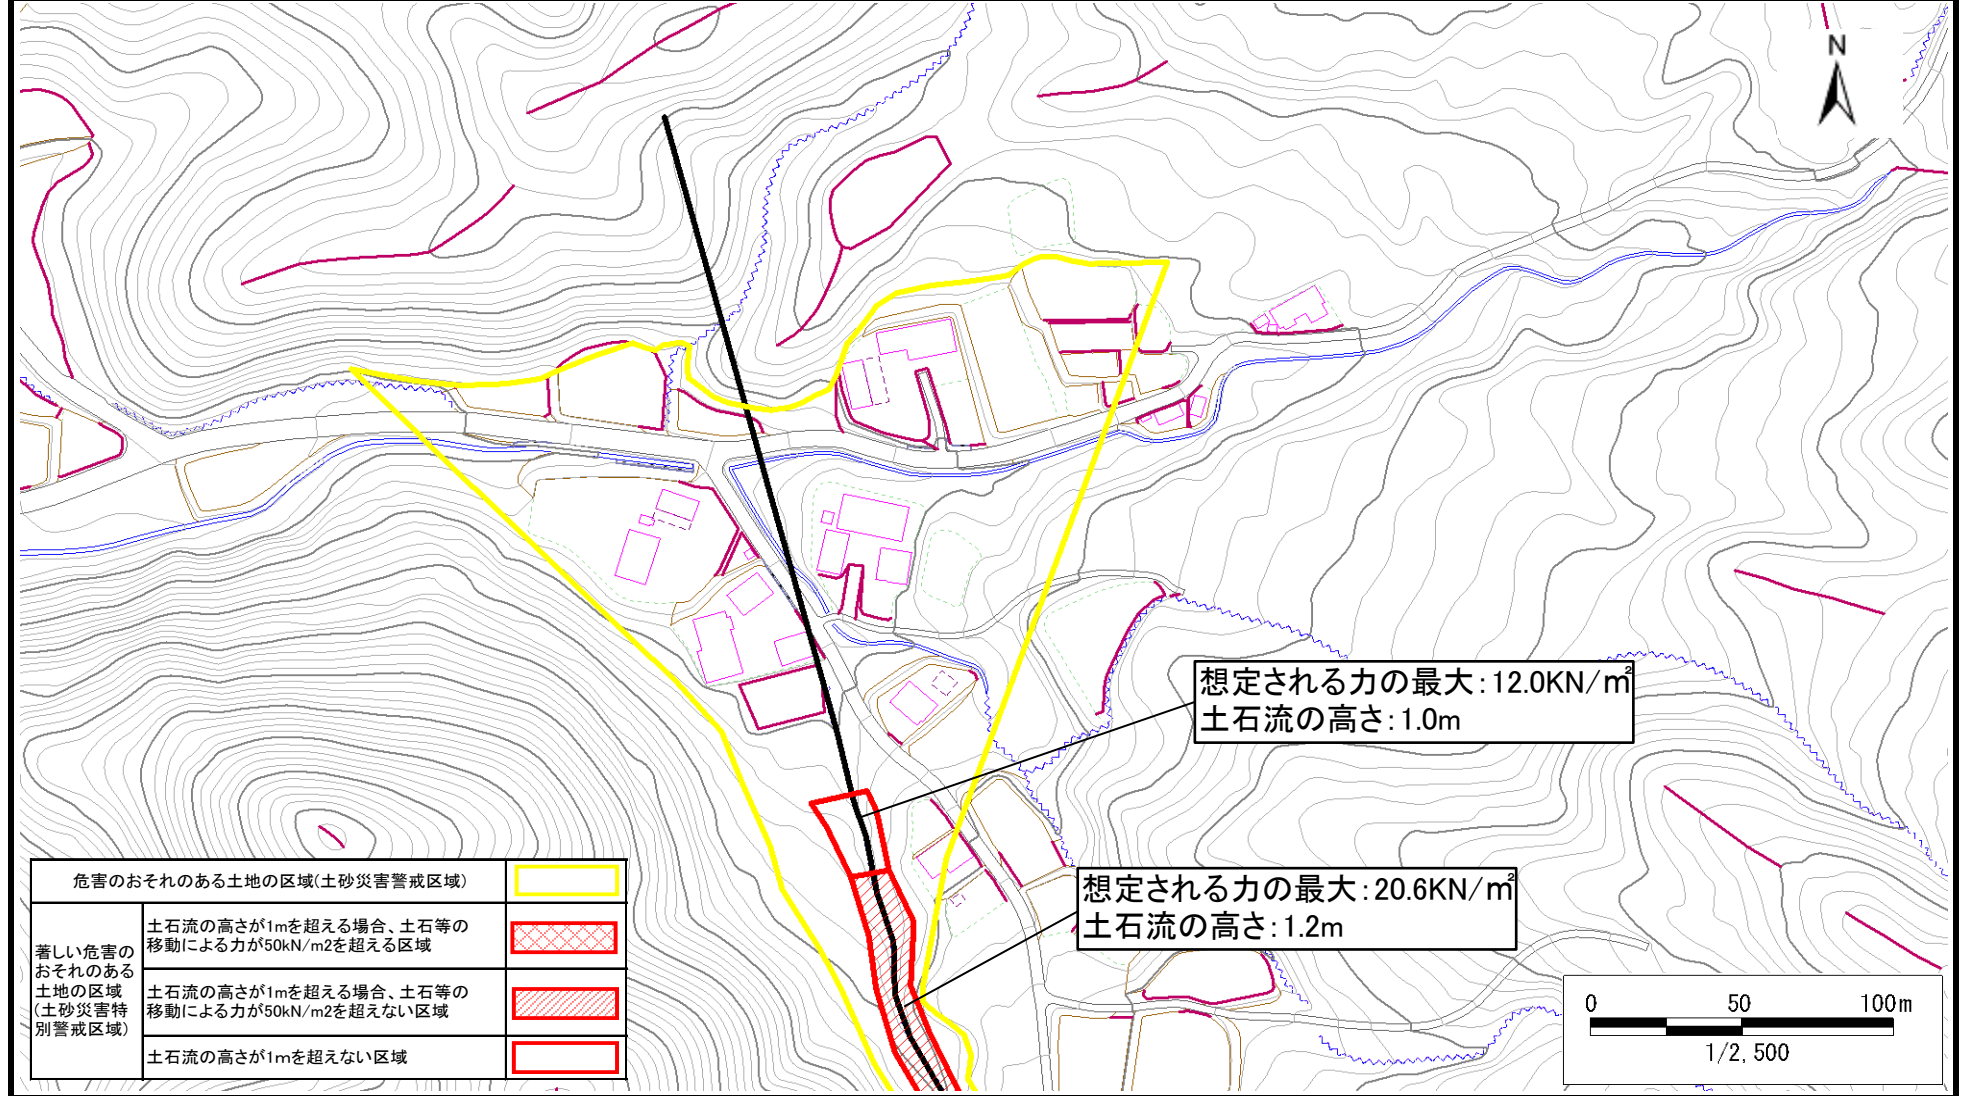 N
想定される力の最大:12.0KN/㎡
土石流の高さ:1.0m
想定される力の最大:20.6KN/㎡
土石流の高さ:1.2m
危害のおそれのある土地の区域(土砂災害警戒区域)
著しい危害の
おそれのある
土地の区域
(土砂災害特
別警戒区域)
土石流の高さが1mを超える場合、土石等の
移動による力が50kN/m2を超える区域
土石流の高さが1mを超える場合、土石等の
移動による力が50kN/m2を超えない区域
土石流の高さが1mを超えない区域
0 50 100m
1/2,500